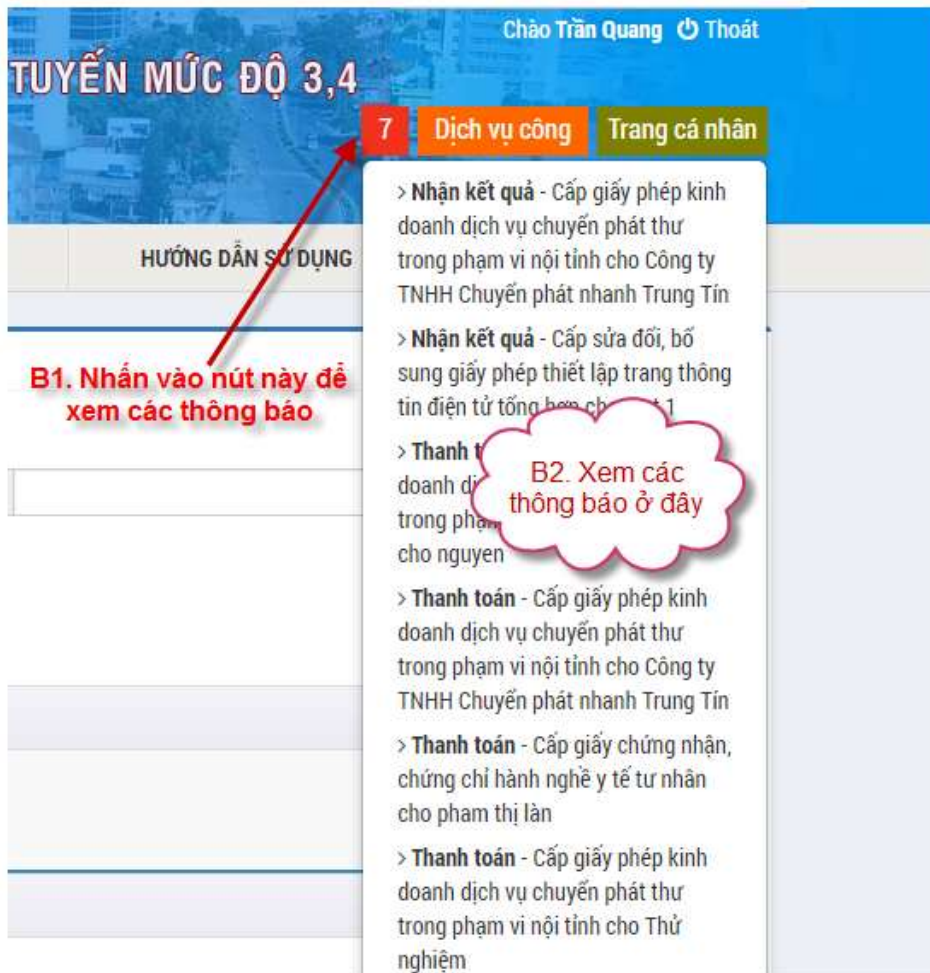 Chào Trần Quang Thoát
TUYẾN MỨC ĐỘ 3,4
7 Dịch vụ công Trang cá nhân
HƯỚNG DẪN SỬ DỤNG
> Nhận kết quả - Cấp giấy phép kinh
doanh dịch vụ chuyển phát thư
trong phạm vi nội tỉnh cho Công ty
TNHH Chuyển phát nhanh Trung Tín
> Nhận kết quả - Cấp sửa đổi, bổ
sung giấy phép thiết lập trang thông
tin điện tử tổng
B1. Nhấn vào nút này để
xem các thông báo
> Thanh
doanh
trong
cho nguyen
B2. Xem các
thông báo ở đây
> Thanh toán - Cấp giấy phép kinh
doanh dịch vụ chuyển phát thư
trong phạm vi nội tỉnh cho Công ty
TNHH Chuyển phát nhanh Trung Tín
> Thanh toán - Cấp giấy chứng nhận,
chứng chỉ hành nghề y tế tư nhân
cho pham thị làn
> Thanh toán - Cấp giấy phép kinh
doanh dịch vụ chuyển phát thư
trong phạm vi nội tỉnh cho Thử
nghiệm